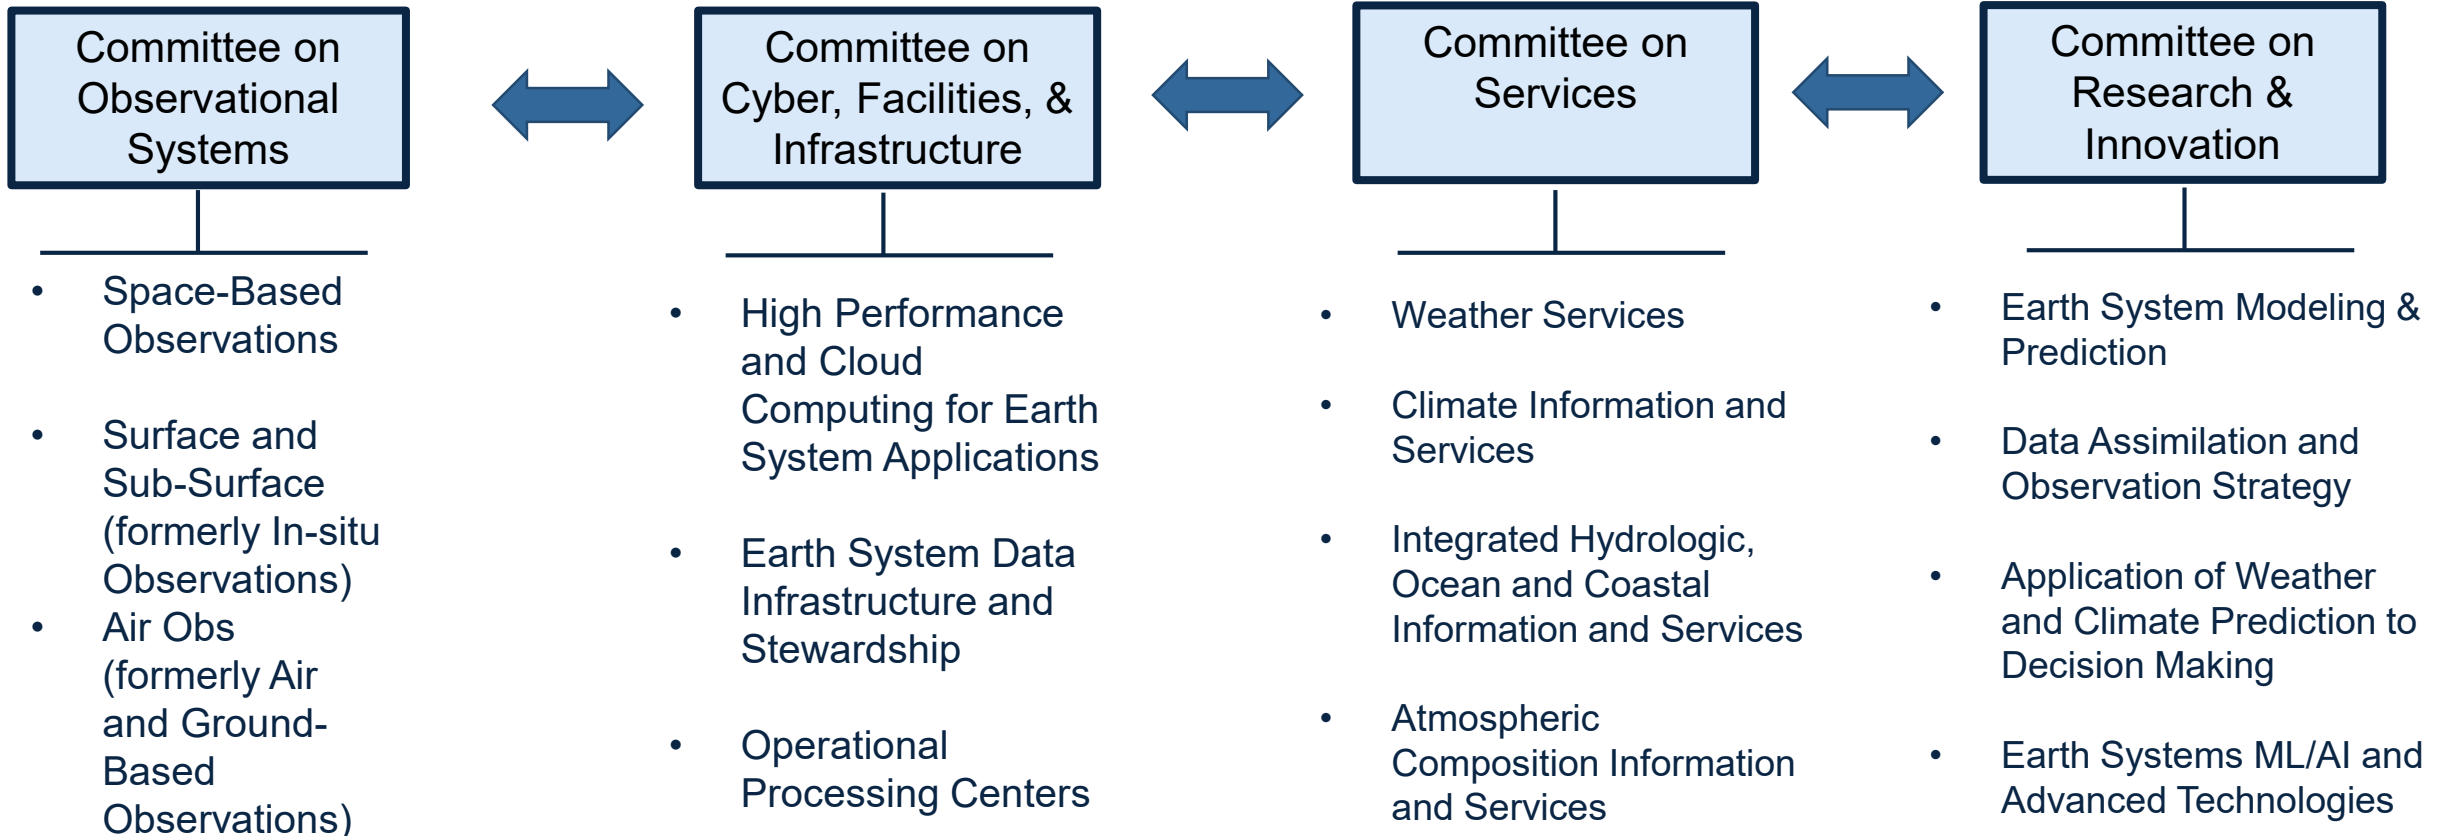 Committee on
Observational
Systems
Committee on
Cyber, Facilities, &
Infrastructure
Committee on
Services
Committee on
Research &
Innovation
• Space-Based
Observations
• Surface and
Sub-Surface
(formerly In-situ
Observations)
• Air Obs
(formerly Air
and Ground-
Based
Observations)
• High Performance
and Cloud
Computing for Earth
System Applications
• Earth System Data
Infrastructure and
Stewardship
• Operational
Processing Centers
• Weather Services
• Climate Information and
Services
• Integrated Hydrologic,
Ocean and Coastal
Information and Services
• Atmospheric
Composition Information
and Services
• Earth System Modeling &
Prediction
• Data Assimilation and
Observation Strategy
• Application of Weather
and Climate Prediction to
Decision Making
• Earth Systems ML/AI and
Advanced Technologies